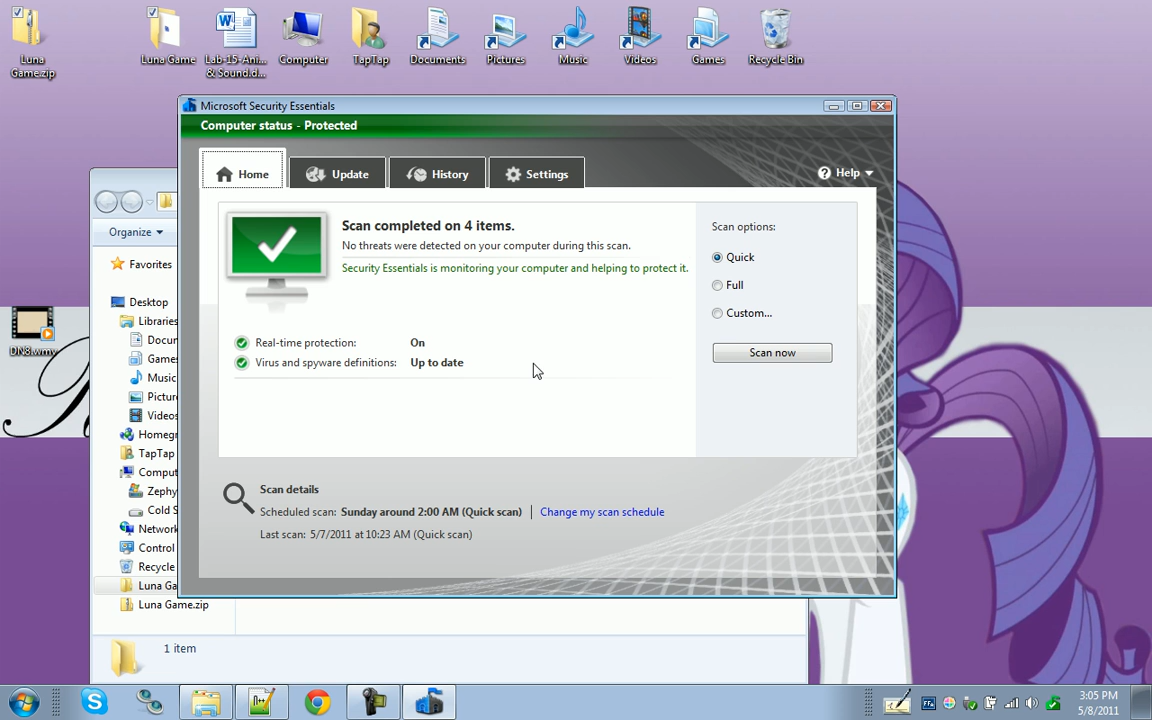 Luna
Game.zip
Luna Game
Lab-15-Ani...
& Sound.d...
Computer
TapTap
Documents
Pictures
Music
Videos
Games
Recycle Bin
Microsoft Security Essentials
Computer status - Protected
Home
Update
History
Settings
Help
Scan completed on 4 items.
No threats were detected on your computer during this scan.
Security Essentials is monitoring your computer and helping to protect it.
Real-time protection: On
Virus and spyware definitions: Up to date
Scan options:
Quick
Full
Custom...
Scan now
Scan details
Scheduled scan: Sunday around 2:00 AM (Quick scan) | Change my scan schedule
Last scan: 5/7/2011 at 10:23 AM (Quick scan)
Organize
Favorites
Desktop
Libraries
Docum
Games
Music
Picture
Videos
Homegr
TapTap
Comput
Zephy
Cold S
Network
Control
Recycle
Luna Ga
Luna Game.zip
1 item
DN8.wmv
3:05 PM
5/8/2011